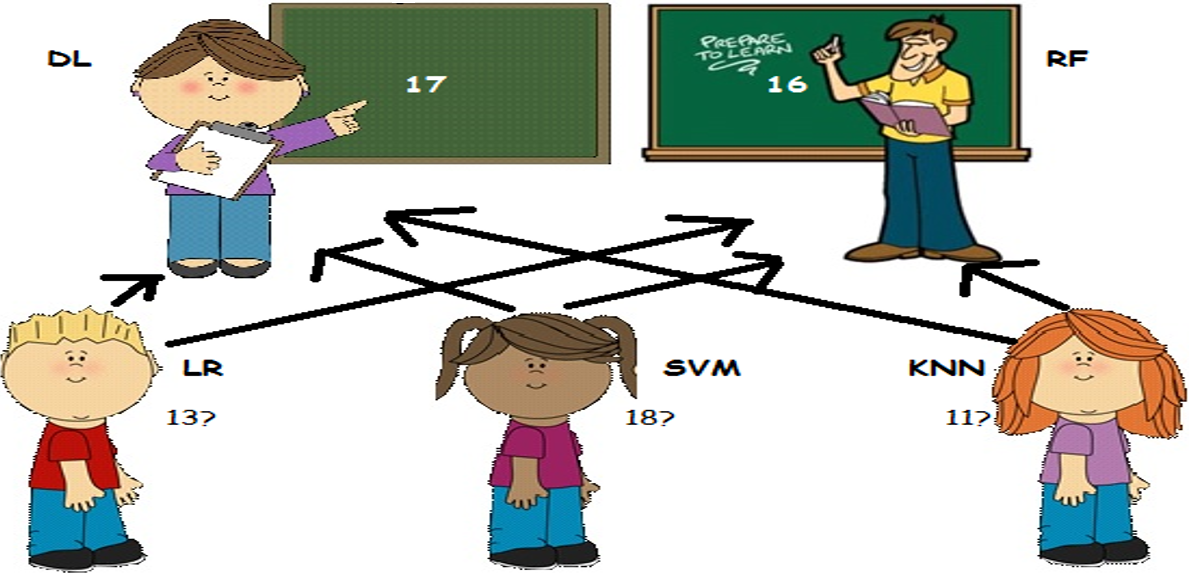 DL
17
PREPARE
TO LEARN
16
RF
LR
13?
SVM
18?
KNN
11?